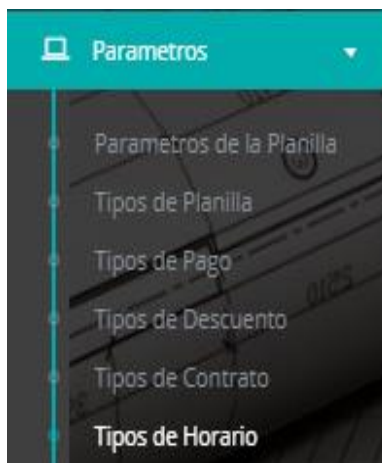 Parametros
Parametros de la Planilla
Tipos de Planilla
Tipos de Pago
Tipos de Descuento
Tipos de Contrato
Tipos de Horario